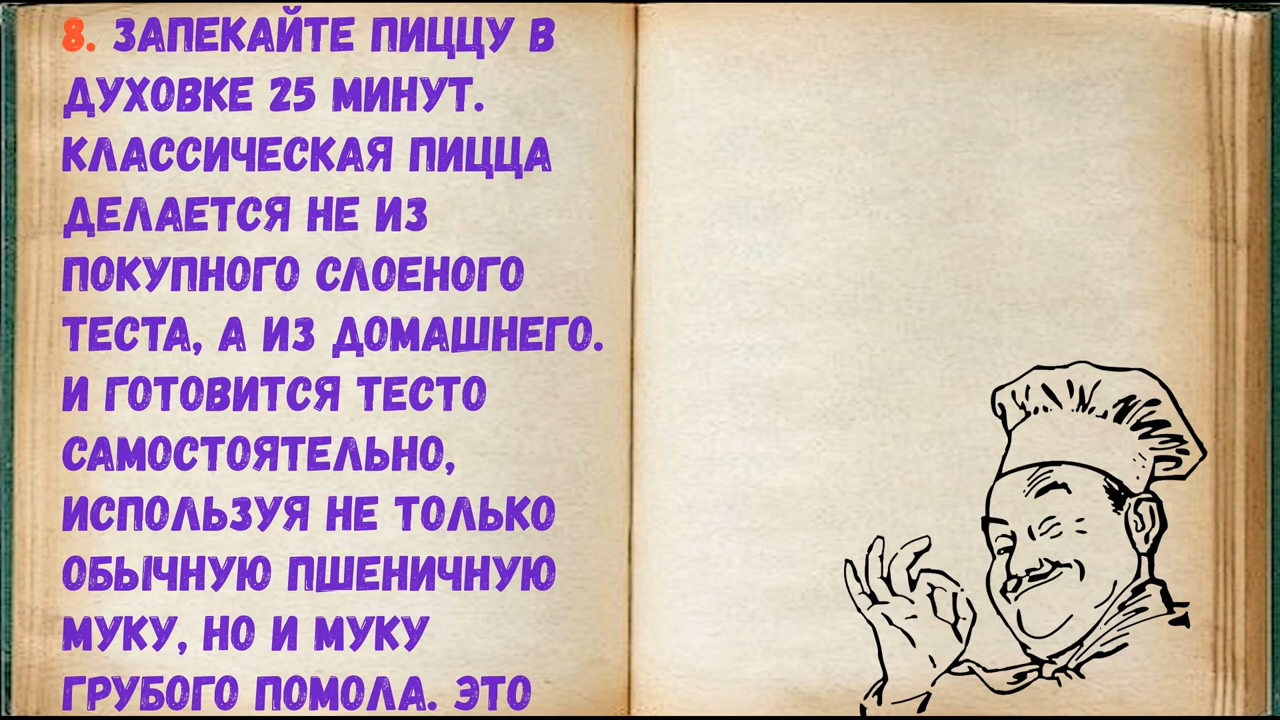 8. ЗАПЕКАЙТЕ ПИЦЦУ В
ДУХОВКЕ 25 МИНУТ.
КЛАССИЧЕСКАЯ ПИЦЦА
ДЕЛАЕТСЯ НЕ ИЗ
ПОКУПНОГО СЛОЕНОГО
ТЕСТА, А ИЗ ДОМАШНЕГО.
И ГОТОВИТСЯ ТЕСТО
САМОСТОЯТЕЛЬНО,
ИСПОЛЬЗУЯ НЕ ТОЛЬКО
ОБЫЧНУЮ ПШЕНИЧНУЮ
МУКУ, НО И МУКУ
ГРУБОГО ПОМОЛА. ЭТО